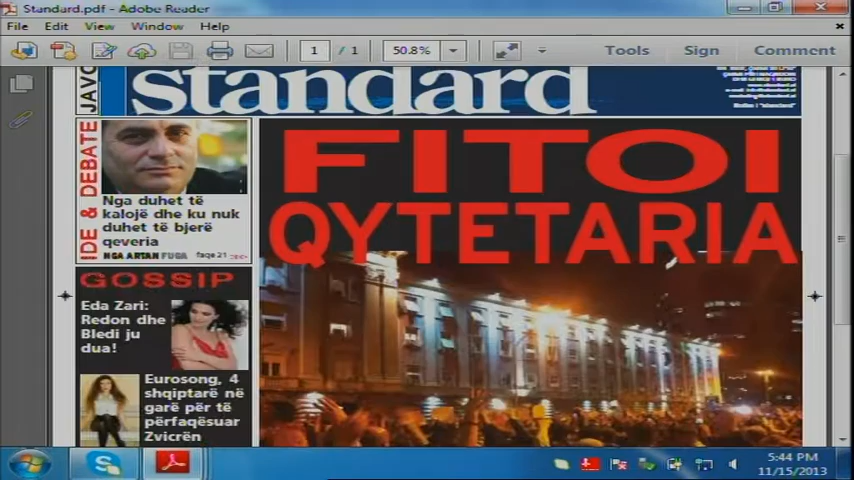 Standard.pdf - Adobe Reader
File Edit View Window Help
1 / 1 50.8% Tools Sign Comment
JAVO
standard
IDE & DEBATE
Nga duhet të
kalojë dhe ku nuk
duhet të bjerë
qeveria
NGA ARTAN FUGA faqe 21
FITOI
QYTETARIA
GOSSIP
Eda Zari:
Redon dhe
Bledi ju
dua!
Eurosong, 4
shqiptarë në
garë për të
përfaqësuar
Zvicrën
5:44 PM
11/15/2013